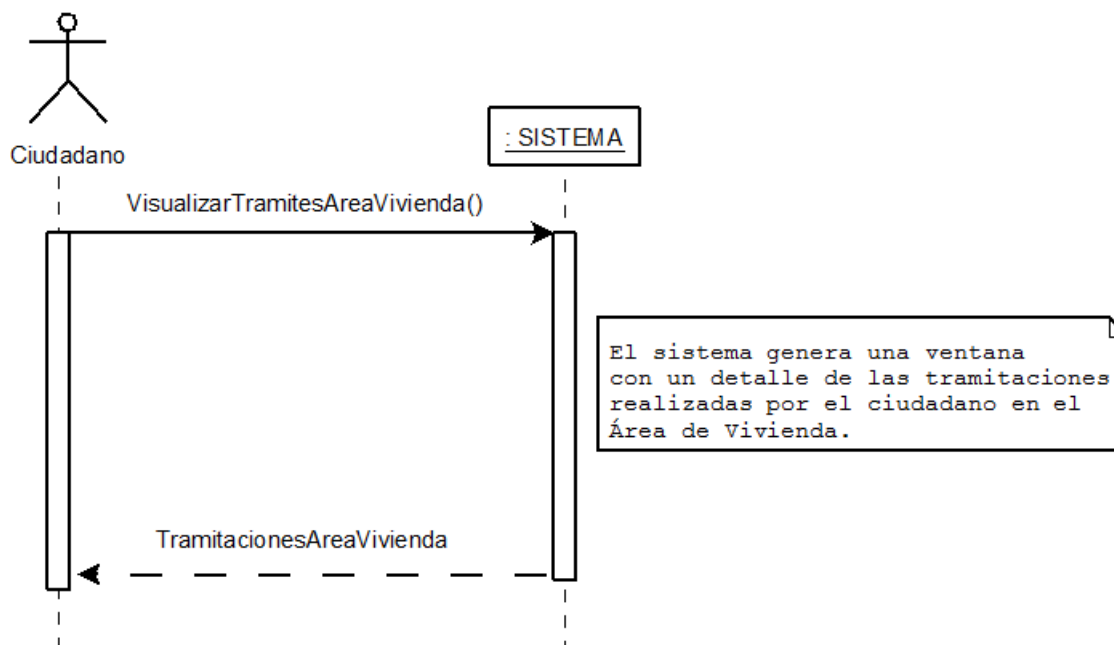 Ciudadano
: SISTEMA
VisualizarTramitesAreaVivienda()
El sistema genera una ventana
con un detalle de las tramitaciones
realizadas por el ciudadano en el
Área de Vivienda.
TramitacionesAreaVivienda